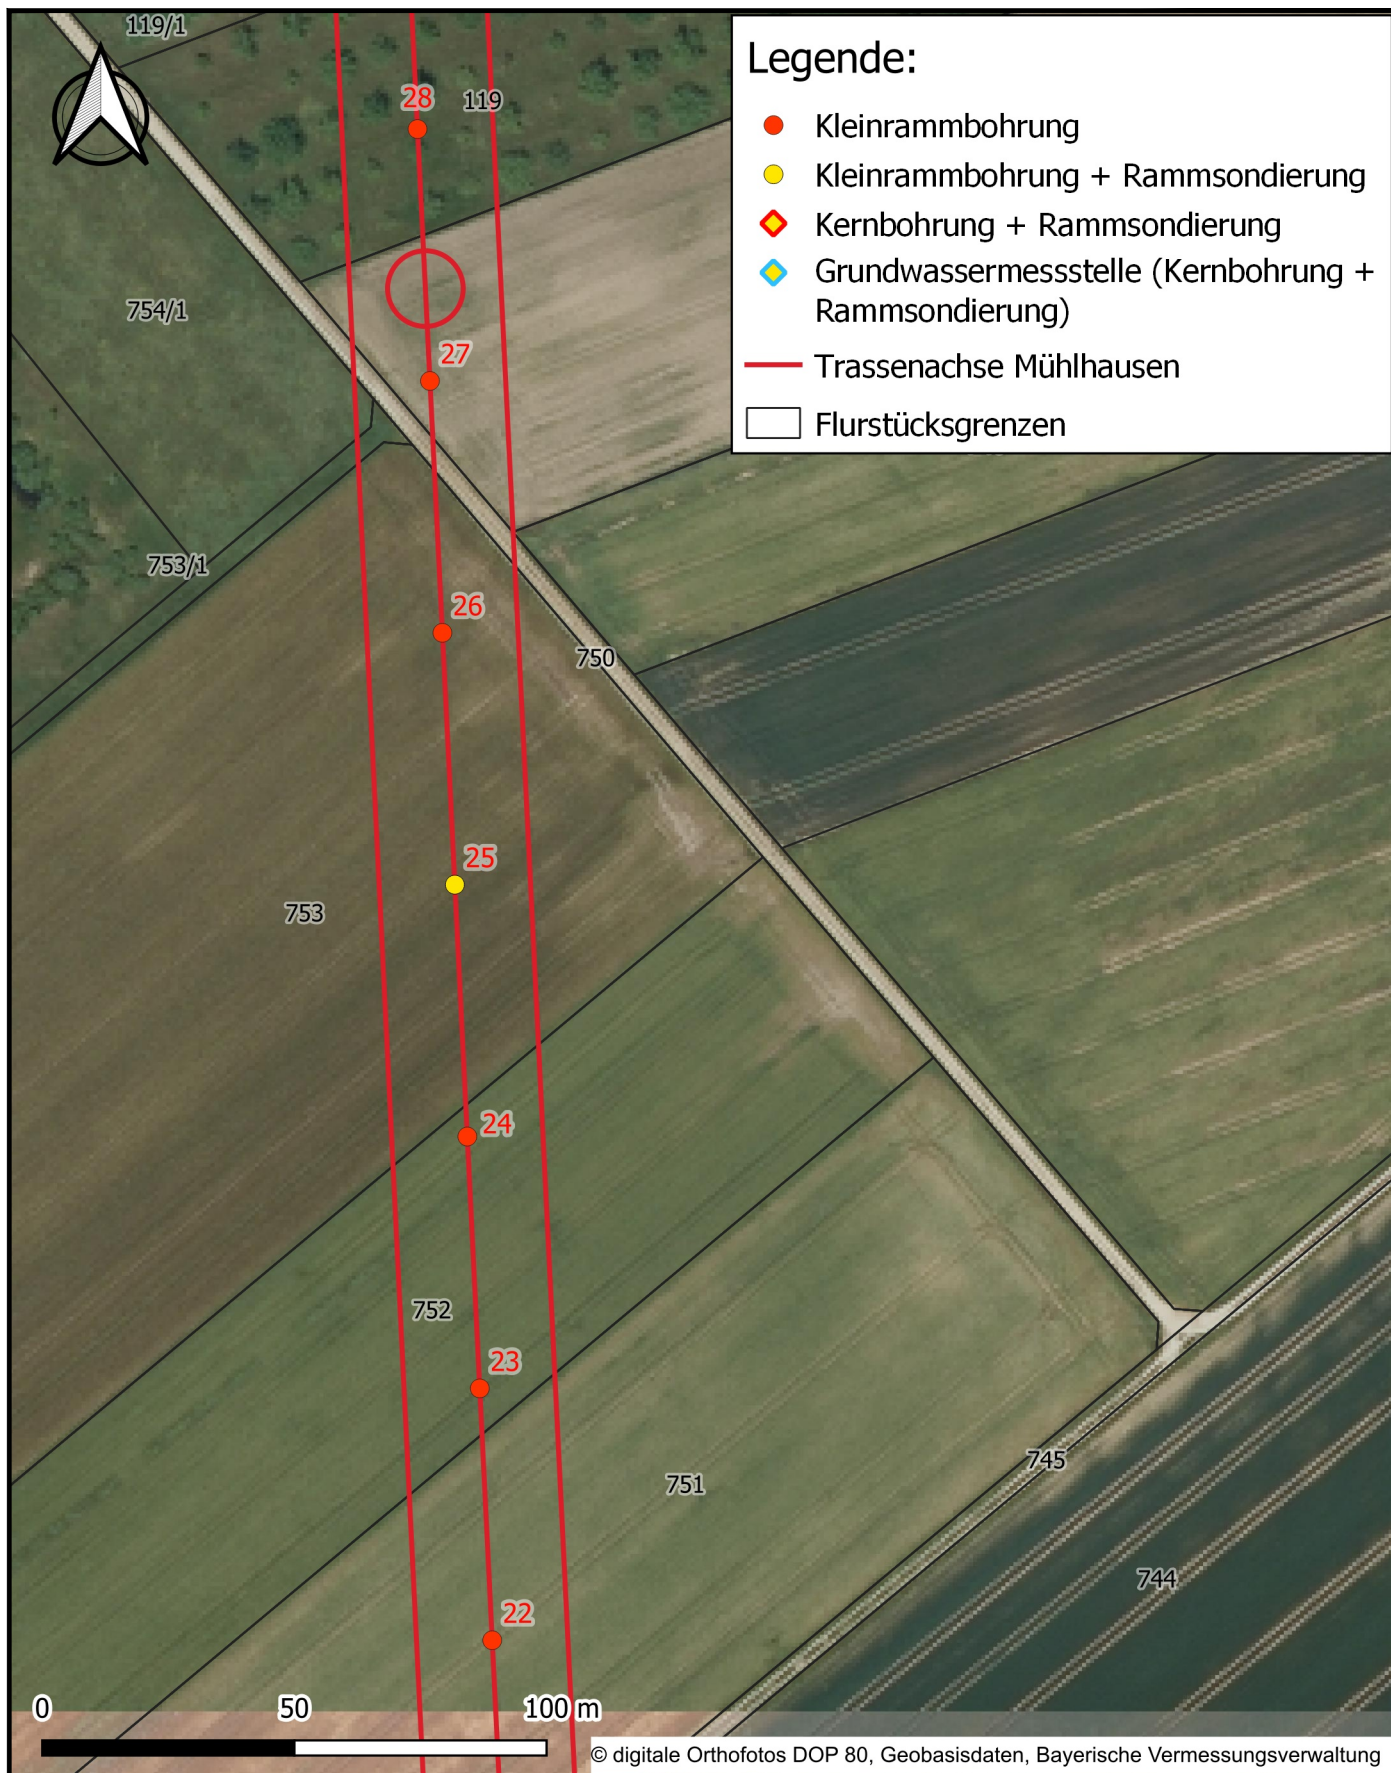 119/1
28
119
Legende:
Kleinrammbohrung
Kleinrammbohrung + Rammsondierung
Kernbohrung + Rammsondierung
Grundwassermessstelle (Kernbohrung +
Rammsondierung)
Trassenachse Mühlhausen
Flurstücksgrenzen
754/1
27
753/1
26
750
25
753
24
752
23
751
745
744
22
0 50 100 m
© digitale Orthofotos DOP 80, Geobasisdaten, Bayerische Vermessungsverwaltung